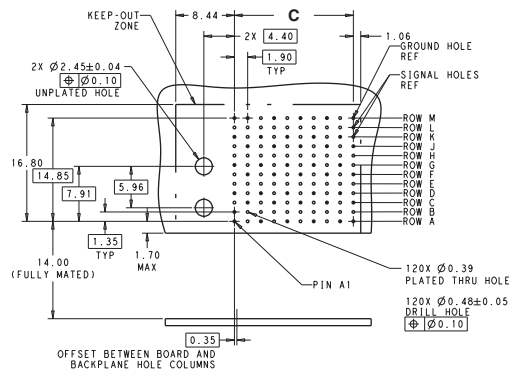 KEEP-OUT
ZONE
8.44
C
2X 4.40
1.06
1.90
TYP
GROUND HOLE
REF
SIGNAL HOLES
REF
2X Ø2.45±0.04
⌖ Ø0.10
UNPLATED HOLE
ROW M
ROW L
ROW K
ROW J
ROW H
ROW G
ROW F
ROW E
ROW D
ROW C
ROW B
ROW A
16.80
14.85
7.91
5.96
1.35
TYP
1.70
MAX
14.00
(FULLY MATED)
PIN A1
120X Ø0.39
PLATED THRU HOLE
120X Ø0.48±0.05
DRILL HOLE
⌖ Ø0.10
0.35
OFFSET BETWEEN BOARD AND
BACKPLANE HOLE COLUMNS